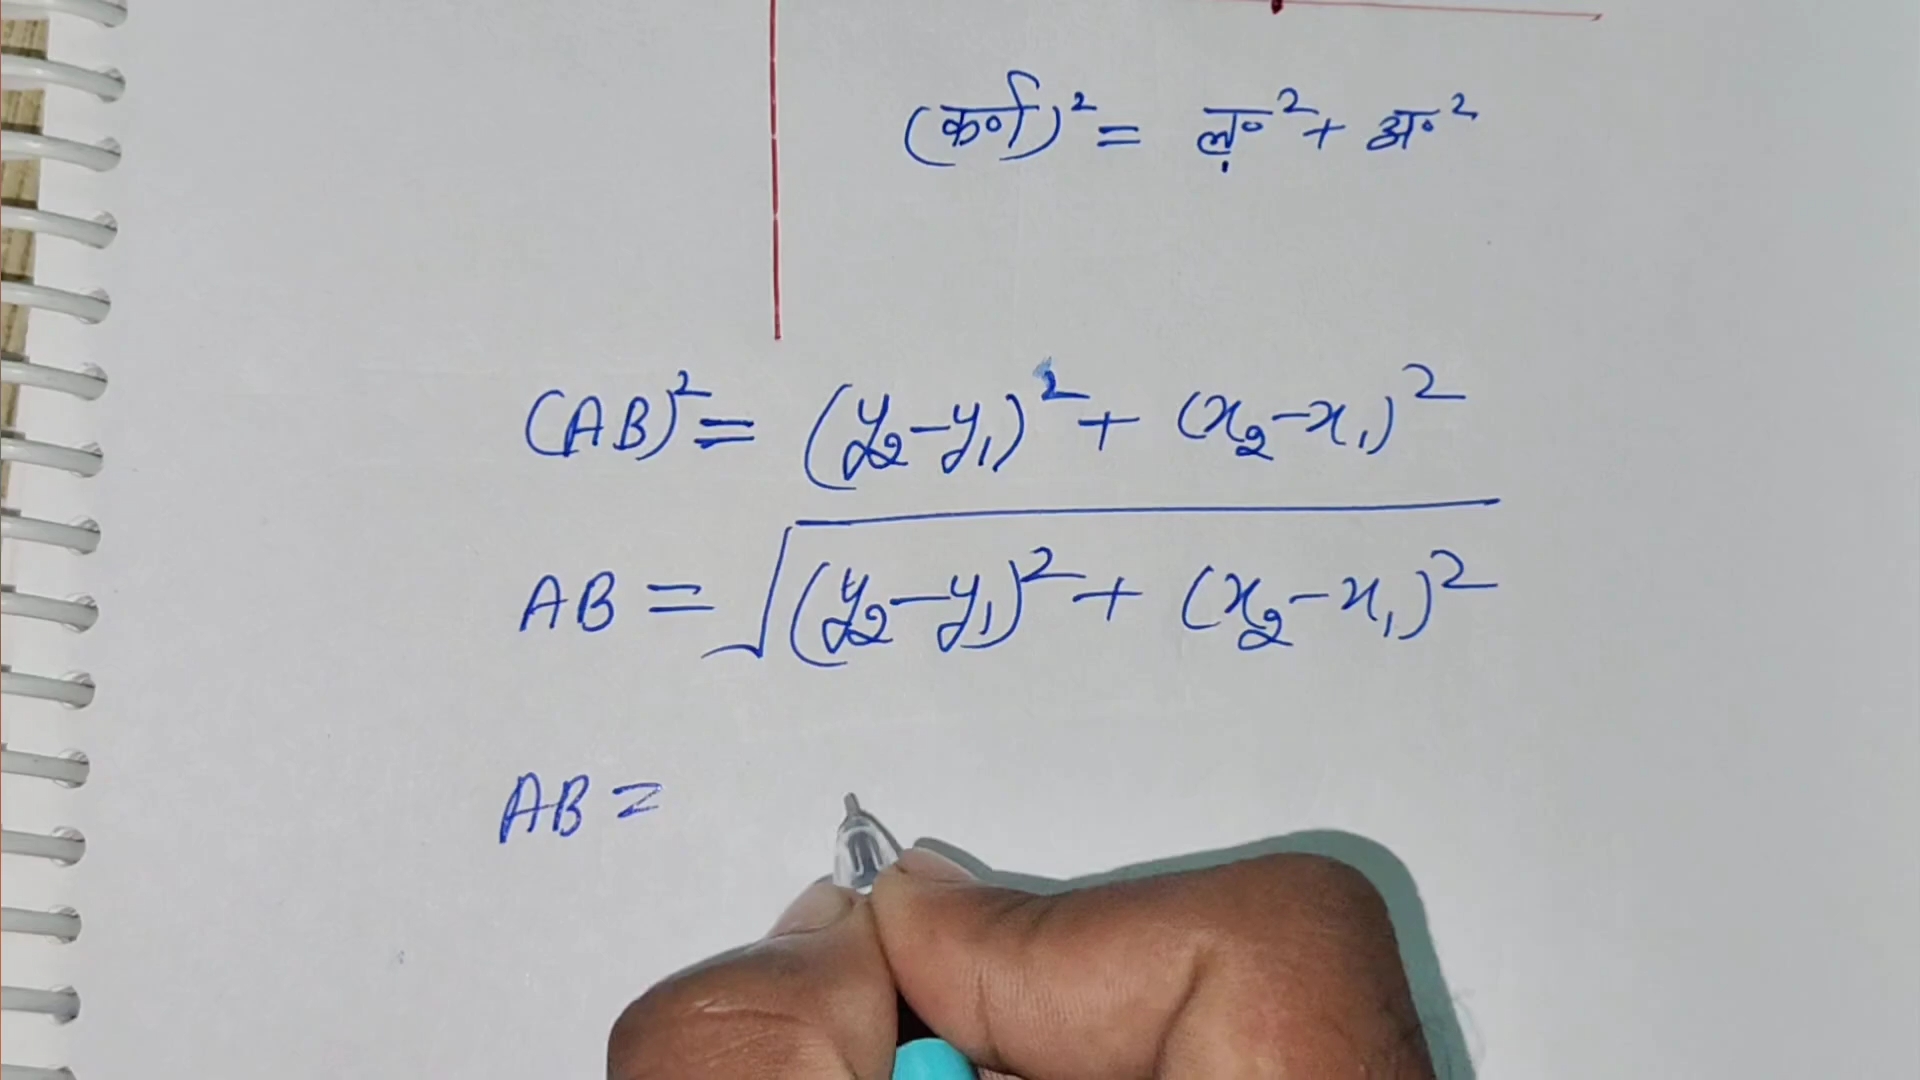 (कर्ण)² = ल॰² + अ॰²
(AB)² = (y₂-y₁)² + (x₂-x₁)²
AB = √(y₂-y₁)² + (x₂-x₁)²
AB =